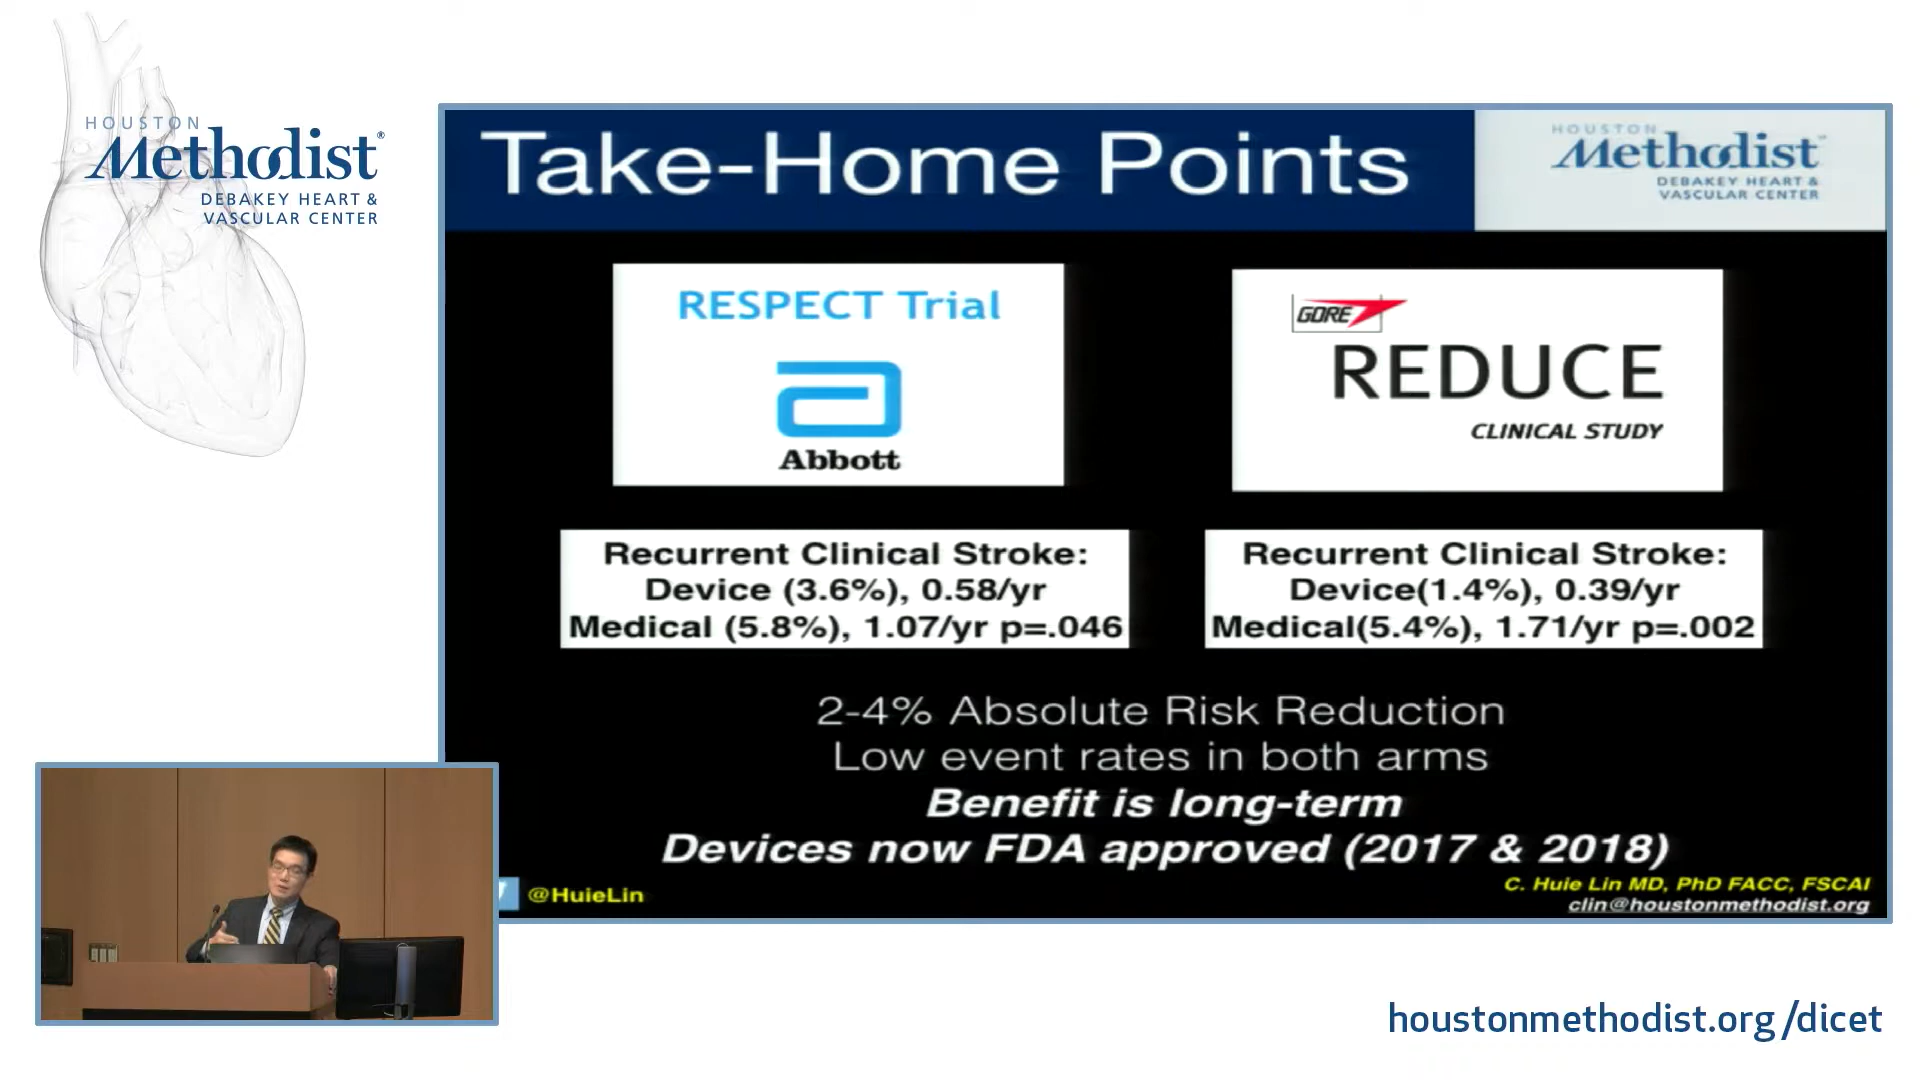 HOUSTON
Methodist®
DEBAKEY HEART &
VASCULAR CENTER
Take-Home Points
HOUSTON
Methodist
DEBAKEY HEART &
VASCULAR CENTER
RESPECT Trial
Abbott
GORE
REDUCE
CLINICAL STUDY
Recurrent Clinical Stroke:
Device (3.6%), 0.58/yr
Medical (5.8%), 1.07/yr p=.046
Recurrent Clinical Stroke:
Device(1.4%), 0.39/yr
Medical(5.4%), 1.71/yr p=.002
2-4% Absolute Risk Reduction
Low event rates in both arms
Benefit is long-term
Devices now FDA approved (2017 & 2018)
@HuieLin
C. Huie Lin MD, PhD FACC, FSCAI
clin@houstonmethodist.org
houstonmethodist.org/dicet